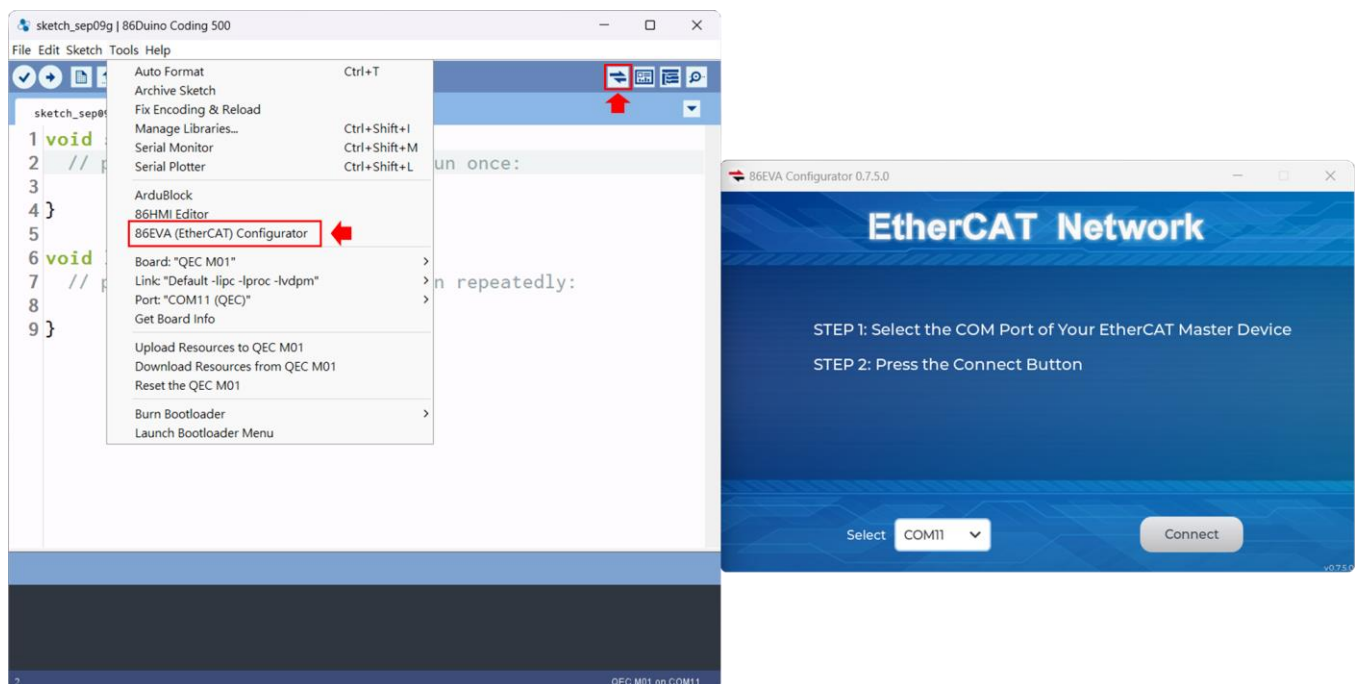 sketch_sep09g | 86Duino Coding 500
File Edit Sketch Tools Help
Auto Format Ctrl+T
Archive Sketch
Fix Encoding & Reload
Manage Libraries... Ctrl+Shift+I
Serial Monitor Ctrl+Shift+M
Serial Plotter Ctrl+Shift+L
ArduBlock
86HMI Editor
86EVA (EtherCAT) Configurator
Board: "QEC M01"
Link: "Default -lipc -lproc -lvdpm"
Port: "COM11 (QEC)"
Get Board Info
Upload Resources to QEC M01
Download Resources from QEC M01
Reset the QEC M01
Burn Bootloader
Launch Bootloader Menu
sketch_sep09
1 void
2 // p un once:
3
4 }
5
6 void
7 // p n repeatedly:
8
9 }
2 QEC M01 on COM11
86EVA Configurator 0.7.5.0
EtherCAT Network
STEP 1: Select the COM Port of Your EtherCAT Master Device
STEP 2: Press the Connect Button
Select COM11 Connect
v0.7.5.0